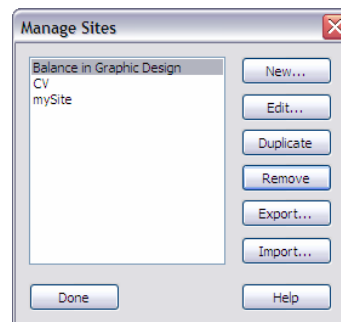 Manage Sites
Balance in Graphic Design
CV
mySite
New...
Edit...
Duplicate
Remove
Export...
Import...
Done
Help